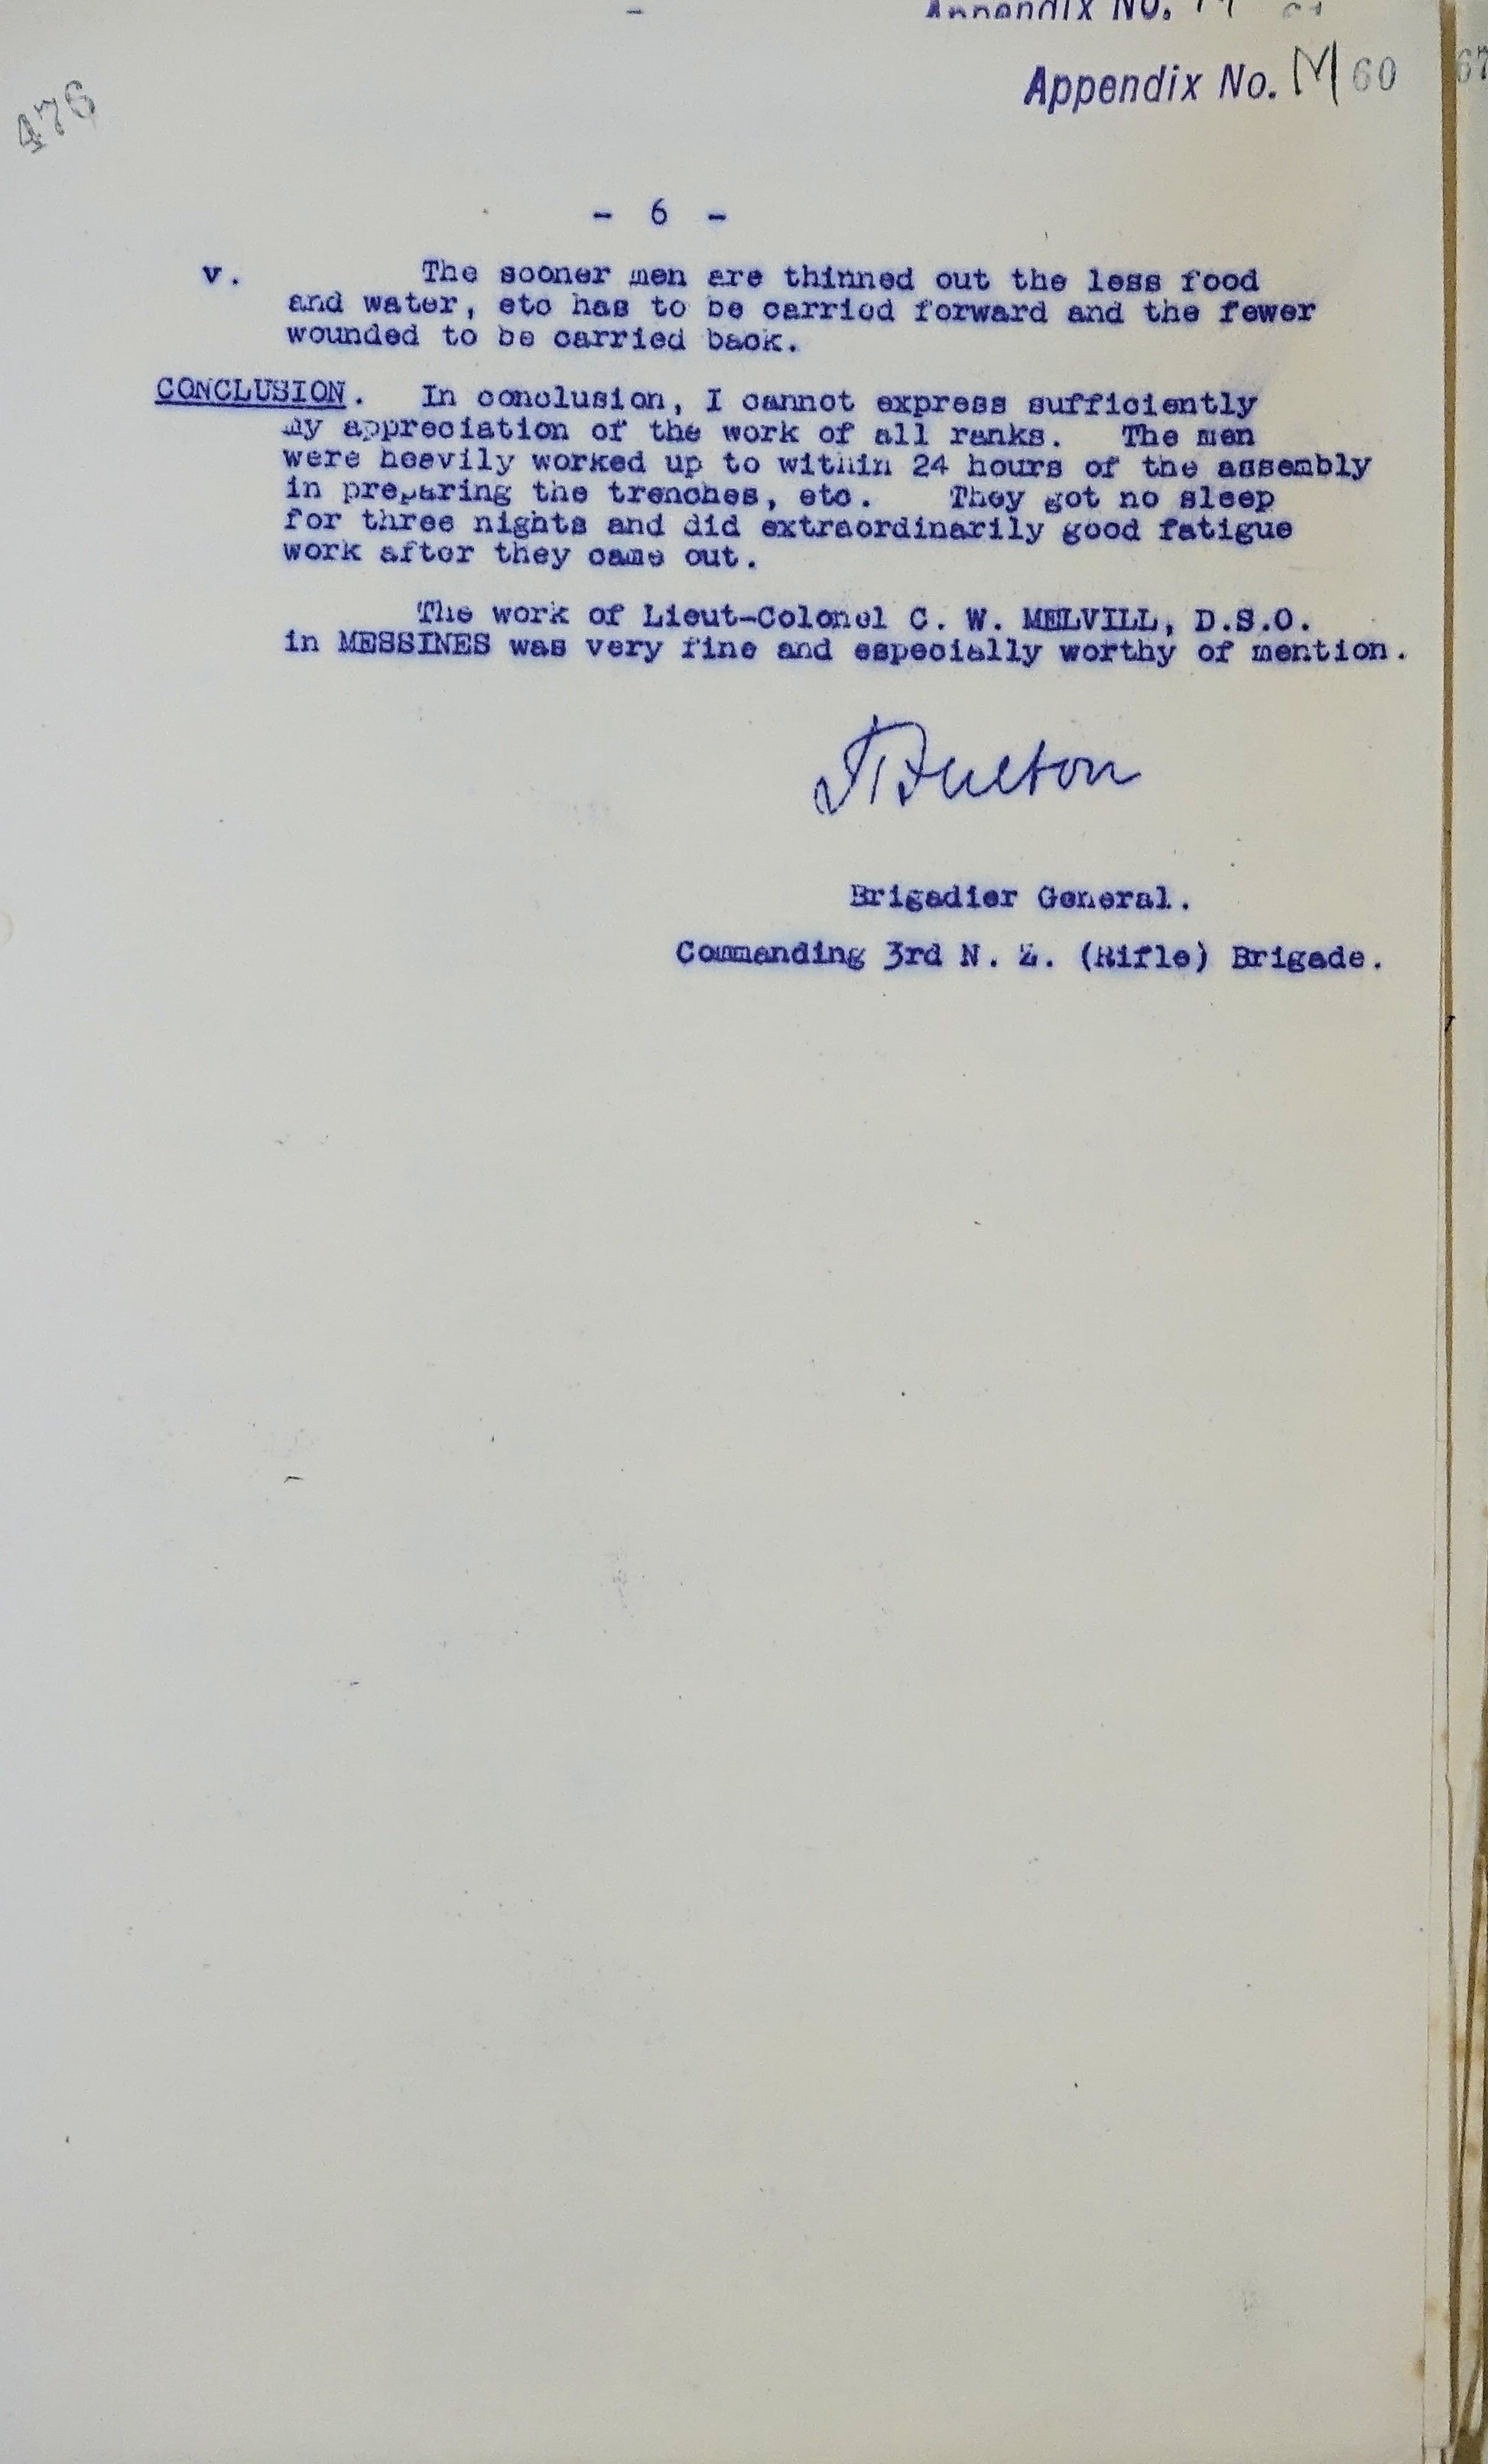 Appendix No.
Appendix No. M 60 67
476
- 6 -
v. The sooner men are thinned out the less food
and water, etc has to be carried forward and the fewer
wounded to be carried back.
CONCLUSION. In conclusion, I cannot express sufficiently
my appreciation of the work of all ranks. The men
were heavily worked up to within 24 hours of the assembly
in preparing the trenches, etc. They got no sleep
for three nights and did extraordinarily good fatigue
work after they came out.
The work of Lieut-Colonel C. W. MELVILL, D.S.O.
in MESSINES was very fine and especially worthy of mention.
Fulton
Brigadier General.
Commanding 3rd N. Z. (Rifle) Brigade.